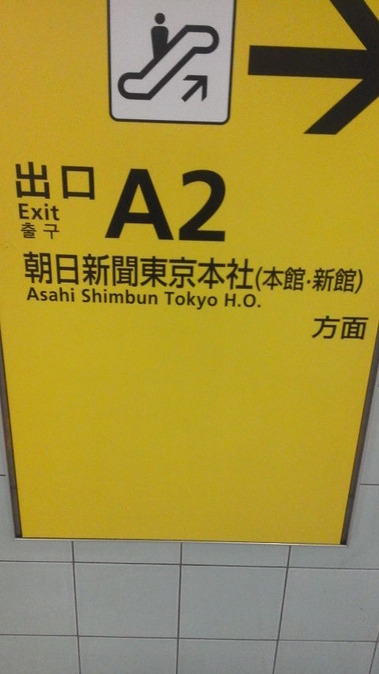 出口
Exit
출구
A2
朝日新聞東京本社(本館・新館)
Asahi Shimbun Tokyo H.O.
方面